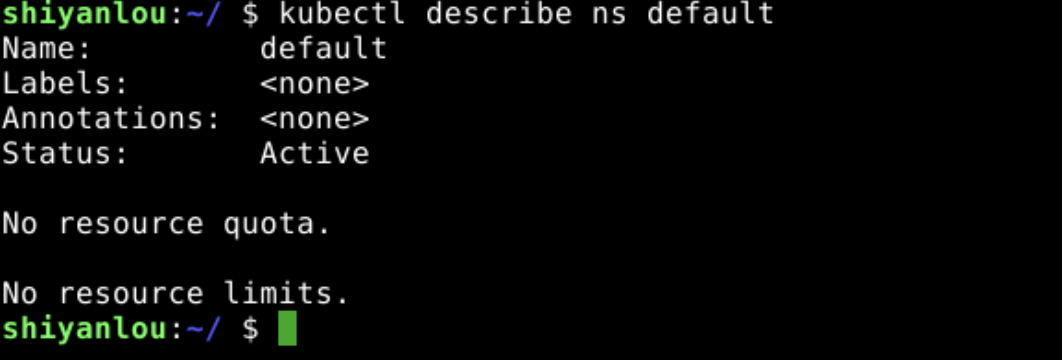 shiyanlou:~/ $ kubectl describe ns default
Name:         default
Labels:       <none>
Annotations:  <none>
Status:       Active

No resource quota.

No resource limits.
shiyanlou:~/ $